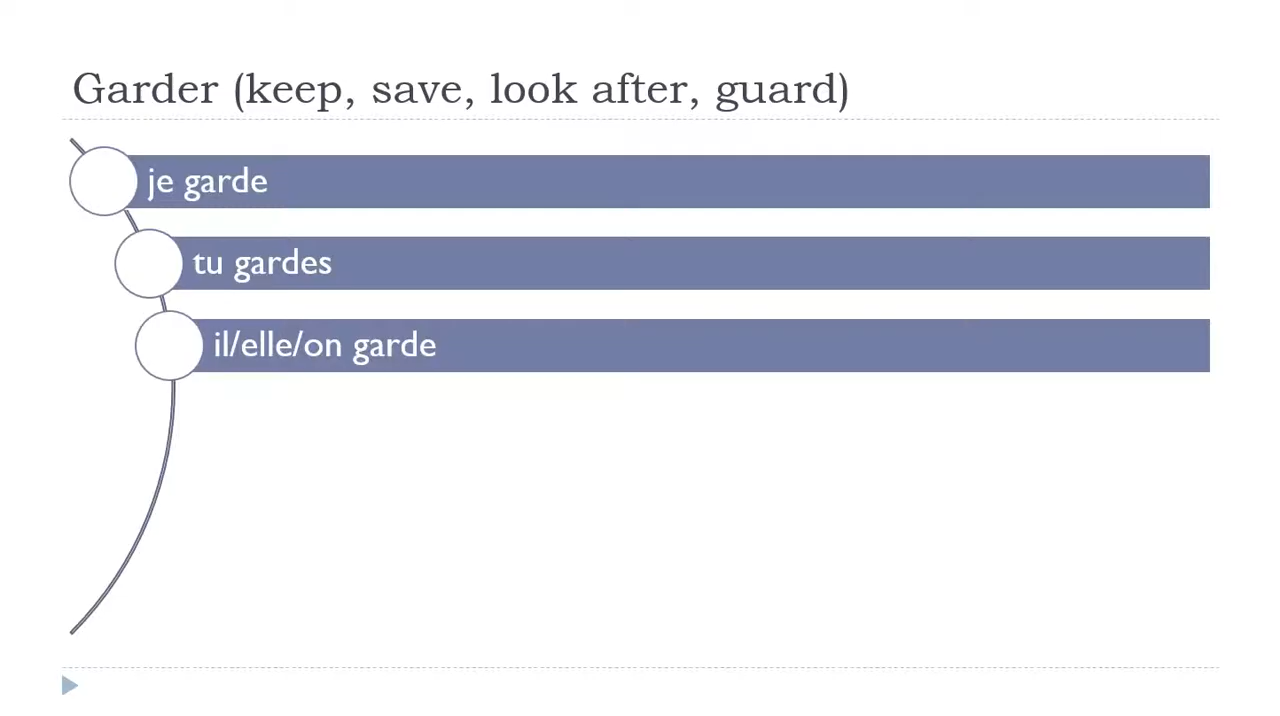 Garder (keep, save, look after, guard)
je garde
tu gardes
il/elle/on garde